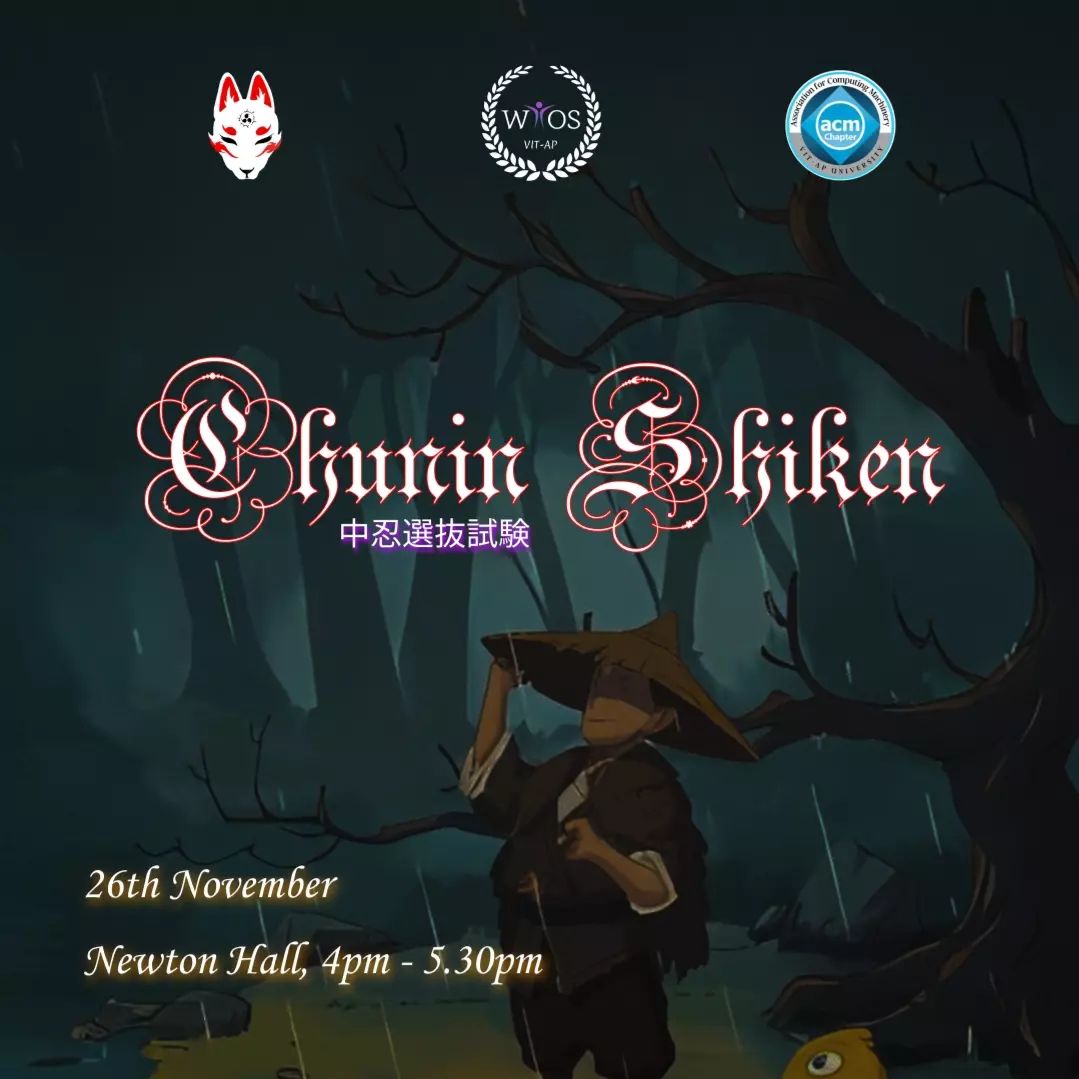 WIOS
VIT-AP
Association for Computing Machinery
acm
Chapter
VIT-AP UNIVERSITY
Chunin Shiken
中忍選抜試験
26th November
Newton Hall, 4pm - 5.30pm